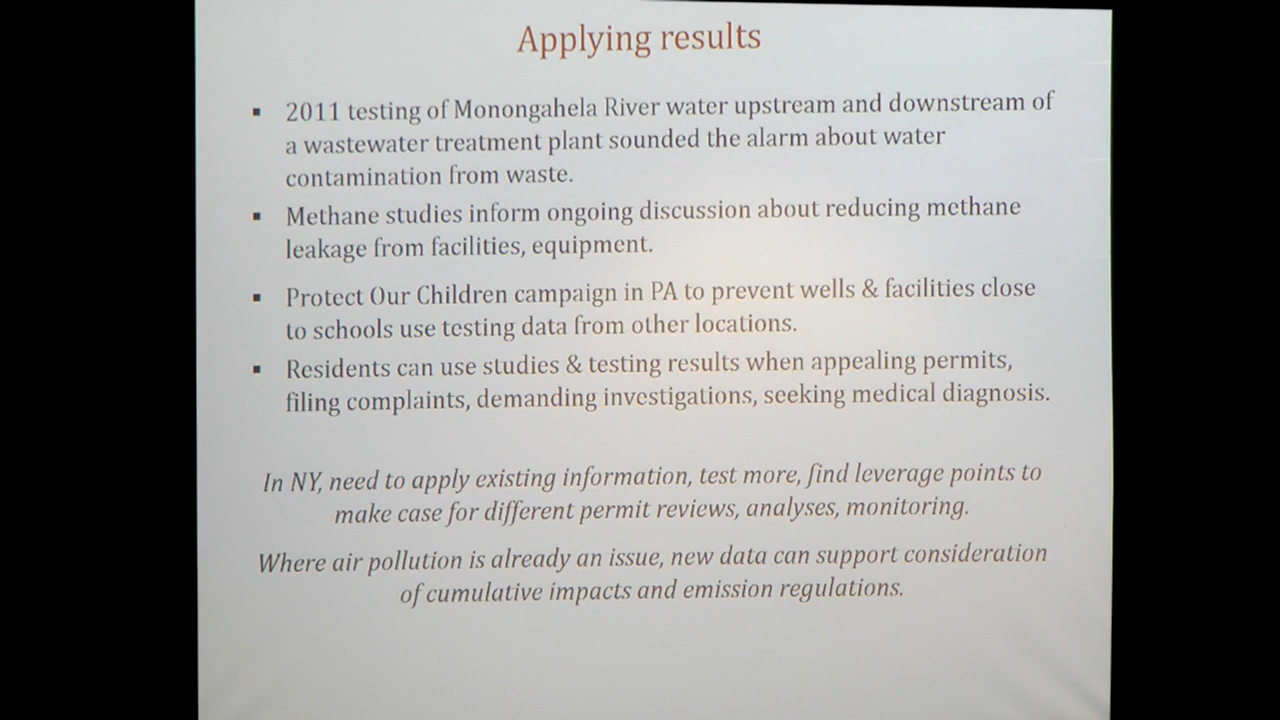 Applying results
▪ 2011 testing of Monongahela River water upstream and downstream of
a wastewater treatment plant sounded the alarm about water
contamination from waste.
▪ Methane studies inform ongoing discussion about reducing methane
leakage from facilities, equipment.
▪ Protect Our Children campaign in PA to prevent wells & facilities close
to schools use testing data from other locations.
▪ Residents can use studies & testing results when appealing permits,
filing complaints, demanding investigations, seeking medical diagnosis.
In NY, need to apply existing information, test more, find leverage points to
make case for different permit reviews, analyses, monitoring.
Where air pollution is already an issue, new data can support consideration
of cumulative impacts and emission regulations.